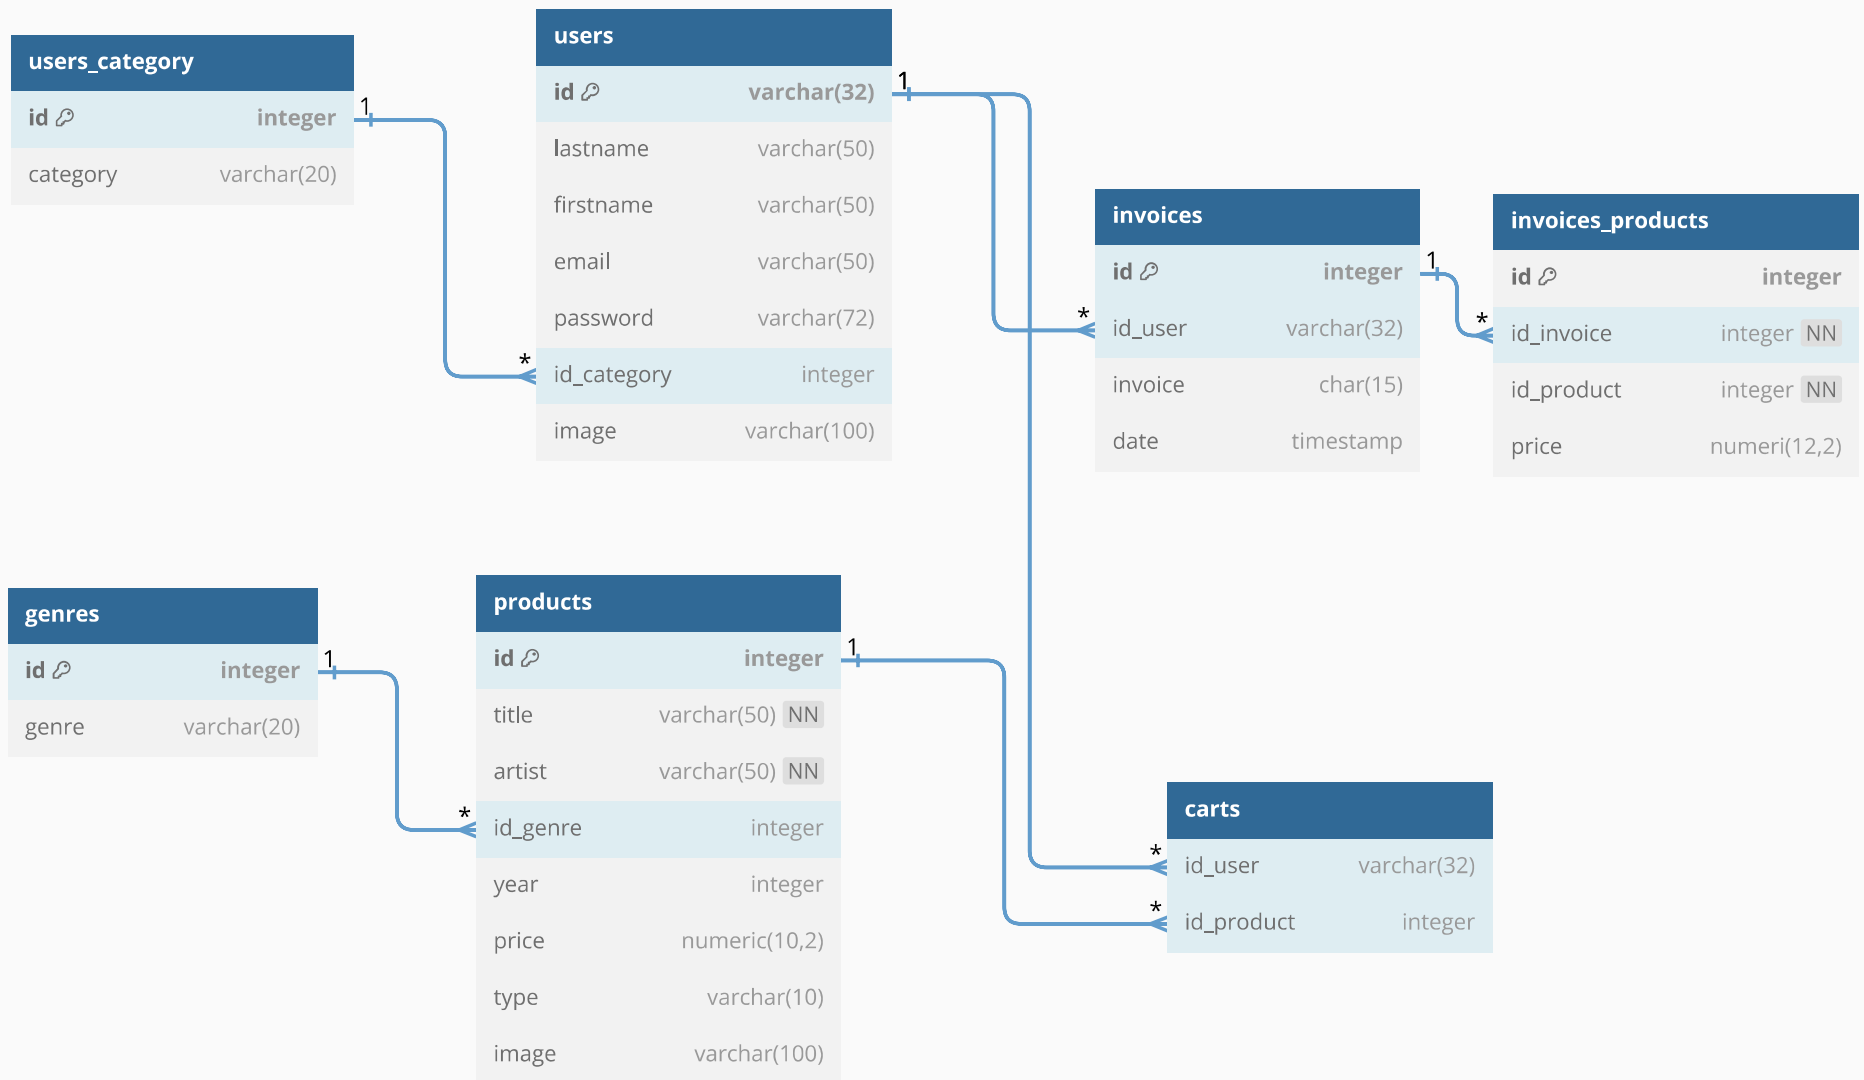 users_category
id integer
category varchar(20)
1
*
users
id varchar(32)
lastname varchar(50)
firstname varchar(50)
email varchar(50)
password varchar(72)
id_category integer
image varchar(100)
1
*
invoices
id integer
id_user varchar(32)
invoice char(15)
date timestamp
1
*
invoices_products
id integer
id_invoice integer NN
id_product integer NN
price numeri(12,2)
genres
id integer
genre varchar(20)
1
*
products
id integer
title varchar(50) NN
artist varchar(50) NN
id_genre integer
year integer
price numeric(10,2)
type varchar(10)
image varchar(100)
1
*
*
carts
id_user varchar(32)
id_product integer